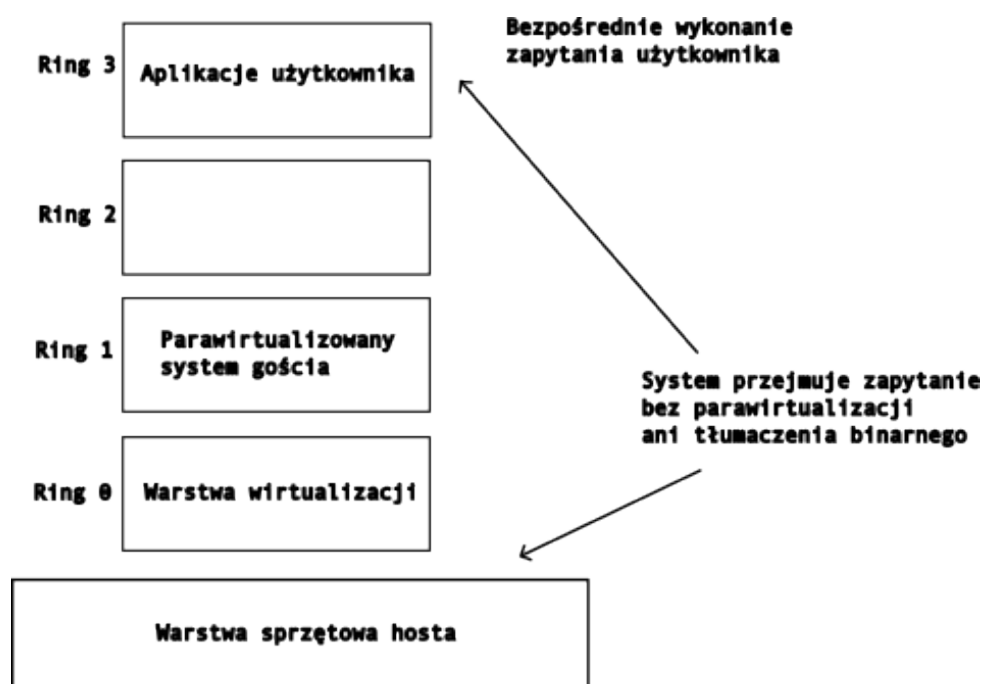 Bezpośrednie wykonanie
zapytania użytkownika
Ring 3
Aplikacje użytkownika
Ring 2
Ring 1
Parawirtualizowany
system gościa
System przejmuje zapytanie
bez parawirtualizacji
ani tłumaczenia binarnego
Ring 0
Warstwa wirtualizacji
Warstwa sprzętowa hosta